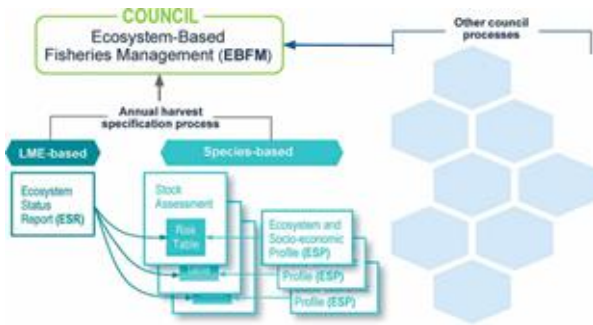 COUNCIL
Ecosystem-Based
Fisheries Management (EBFM)
Other council
processes
Annual harvest
specification process
LME-based
Species-based
Ecosystem
Status
Report (ESR)
Stock
Assessment
Risk
Table
Ecosystem and
Socio-economic
Profile (ESP)
Profile (ESP)
Profile (ESP)